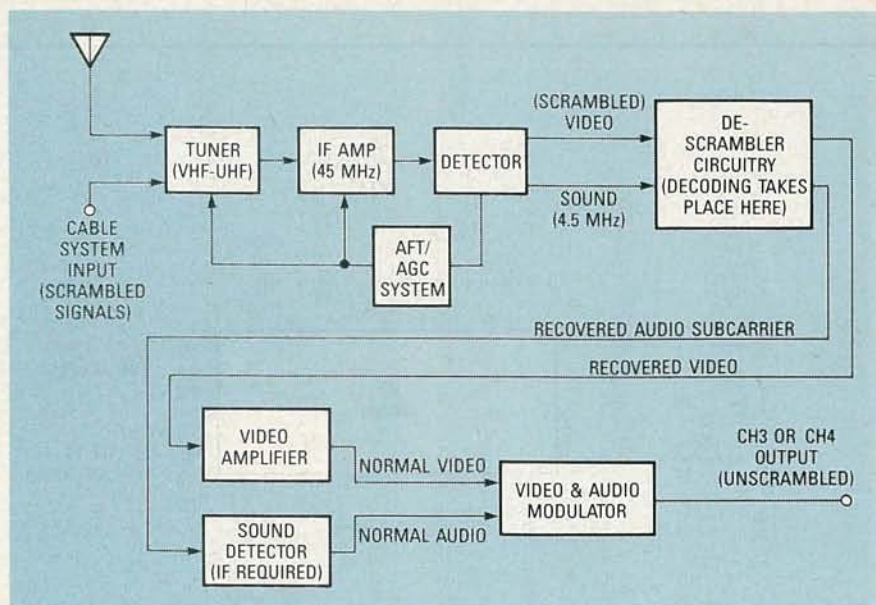 TUNER
(VHF-UHF)
IF AMP
(45 MHz)
DETECTOR
(SCRAMBLED)
VIDEO
SOUND
(4.5 MHz)
DE-
SCRAMBLER
CIRCUITRY
(DECODING TAKES
PLACE HERE)
CABLE
SYSTEM
INPUT
(SCRAMBLED
SIGNALS)
AFT/
AGC
SYSTEM
RECOVERED AUDIO SUBCARRIER
RECOVERED VIDEO
VIDEO
AMPLIFIER
NORMAL VIDEO
SOUND
DETECTOR
(IF REQUIRED)
NORMAL AUDIO
VIDEO & AUDIO
MODULATOR
CH3 OR CH4
OUTPUT
(UNSCRAMBLED)